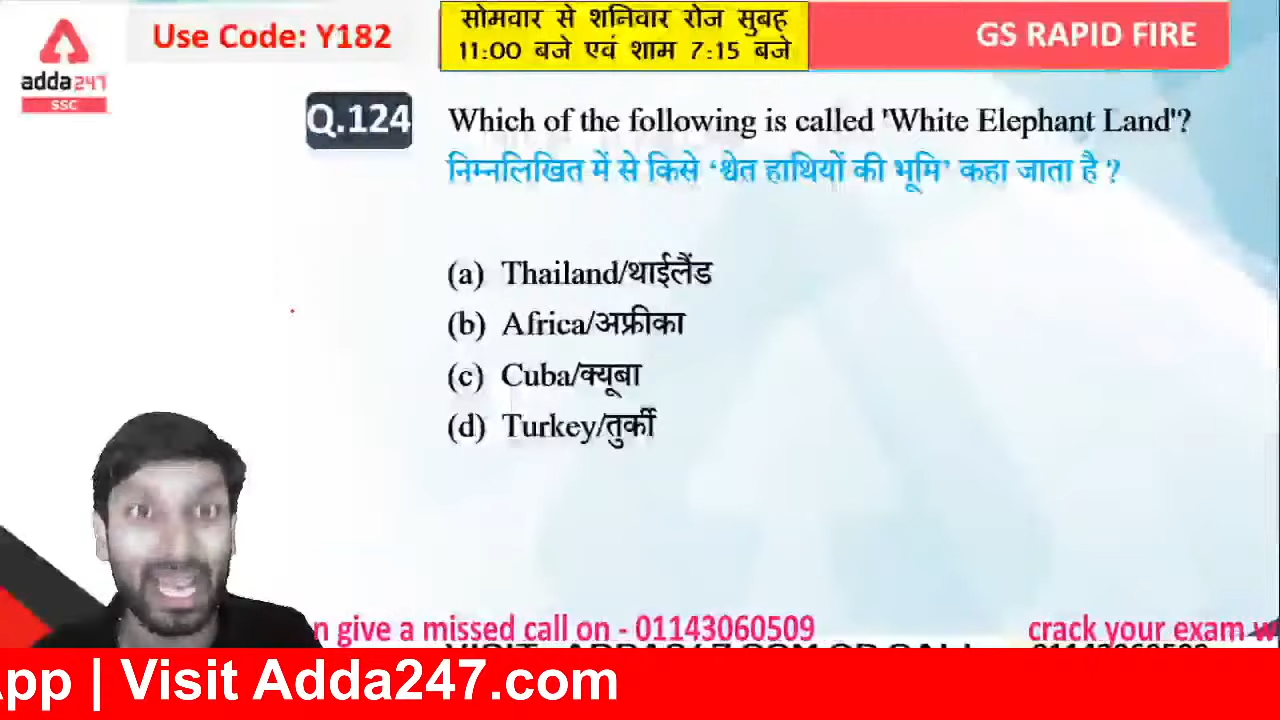 adda247
SSC
Use Code: Y182
सोमवार से शनिवार रोज सुबह
11:00 बजे एवं शाम 7:15 बजे
GS RAPID FIRE
Q.124
Which of the following is called 'White Elephant Land'?
निम्नलिखित में से किसे ‘श्वेत हाथियों की भूमि’ कहा जाता है ?
(a) Thailand/थाईलैंड
(b) Africa/अफ्रीका
(c) Cuba/क्यूबा
(d) Turkey/तुर्की
n give a missed call on - 01143060509 crack your exam w
App | Visit Adda247.com